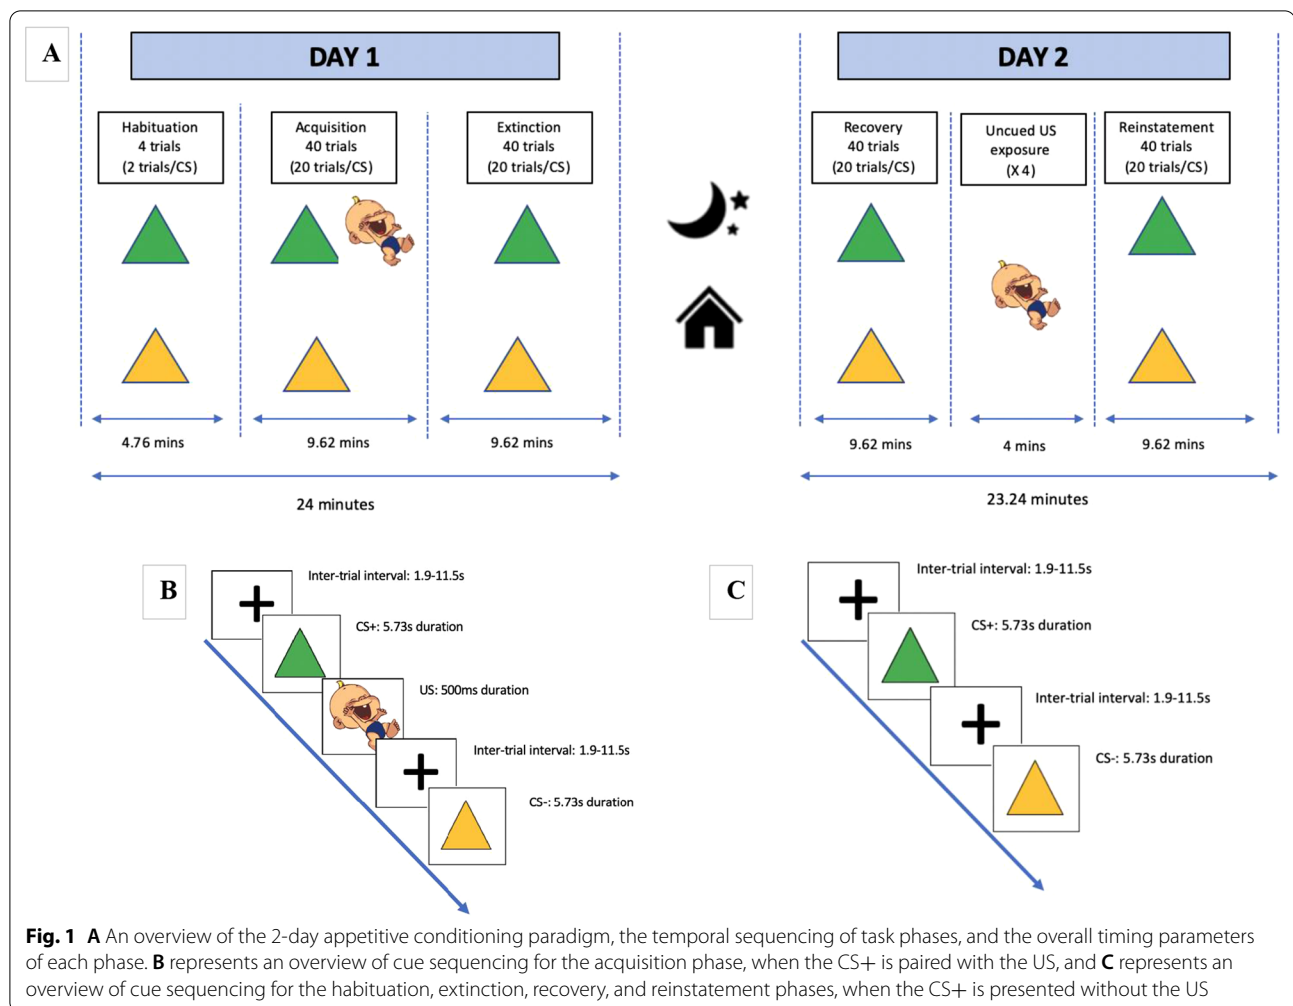 A
DAY 1
DAY 2
Habituation
4 trials
(2 trials/CS)
Acquisition
40 trials
(20 trials/CS)
Extinction
40 trials
(20 trials/CS)
Recovery
40 trials
(20 trials/CS)
Uncued US
exposure
(X 4)
Reinstatement
40 trials
(20 trials/CS)
4.76 mins
9.62 mins
9.62 mins
9.62 mins
4 mins
9.62 mins
24 minutes
23.24 minutes
B
Inter-trial interval: 1.9-11.5s
CS+: 5.73s duration
US: 500ms duration
Inter-trial interval: 1.9-11.5s
CS-: 5.73s duration
C
Inter-trial interval: 1.9-11.5s
CS+: 5.73s duration
Inter-trial interval: 1.9-11.5s
CS-: 5.73s duration
Fig. 1 A An overview of the 2-day appetitive conditioning paradigm, the temporal sequencing of task phases, and the overall timing parameters
of each phase. B represents an overview of cue sequencing for the acquisition phase, when the CS+ is paired with the US, and C represents an
overview of cue sequencing for the habituation, extinction, recovery, and reinstatement phases, when the CS+ is presented without the US